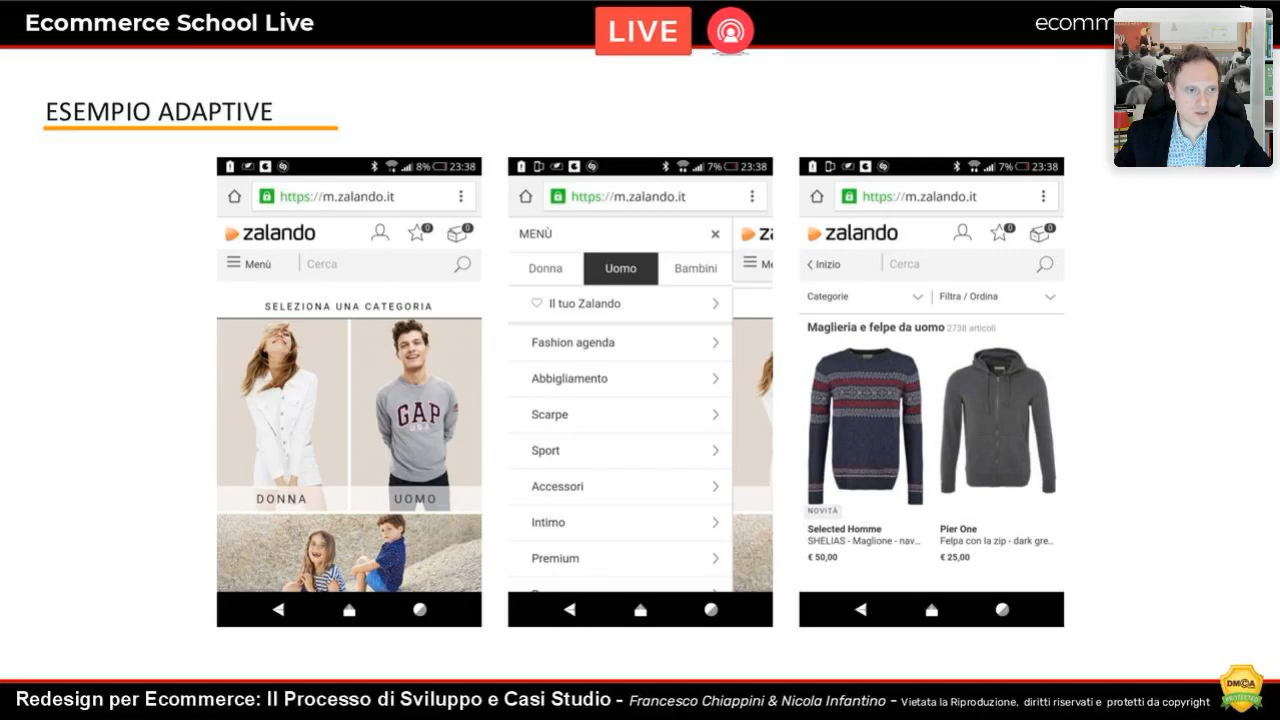 Ecommerce School Live
LIVE
ecomm
ESEMPIO ADAPTIVE
8% 23:38
https://m.zalando.it
zalando
0
0
Menù
Cerca
SELEZIONA UNA CATEGORIA
GAP
DONNA
UOMO
7% 23:38
https://m.zalando.it
MENÙ
×
za
Donna
Uomo
Bambini
Me
Il tuo Zalando
Fashion agenda
Abbigliamento
Scarpe
Sport
Accessori
Intimo
Premium
7% 23:38
https://m.zalando.it
zalando
0
0
Inizio
Cerca
Categorie
Filtra / Ordina
Maglieria e felpe da uomo 2738 articoli
NOVITÀ
Selected Homme
SHELIAS - Maglione - nav...
€ 50,00
Pier One
Felpa con la zip - dark gre...
€ 25,00
Redesign per Ecommerce: Il Processo di Sviluppo e Casi Studio - Francesco Chiappini & Nicola Infantino - Vietata la Riproduzione, diritti riservati e protetti da copyright
DMCA
PROTECTED